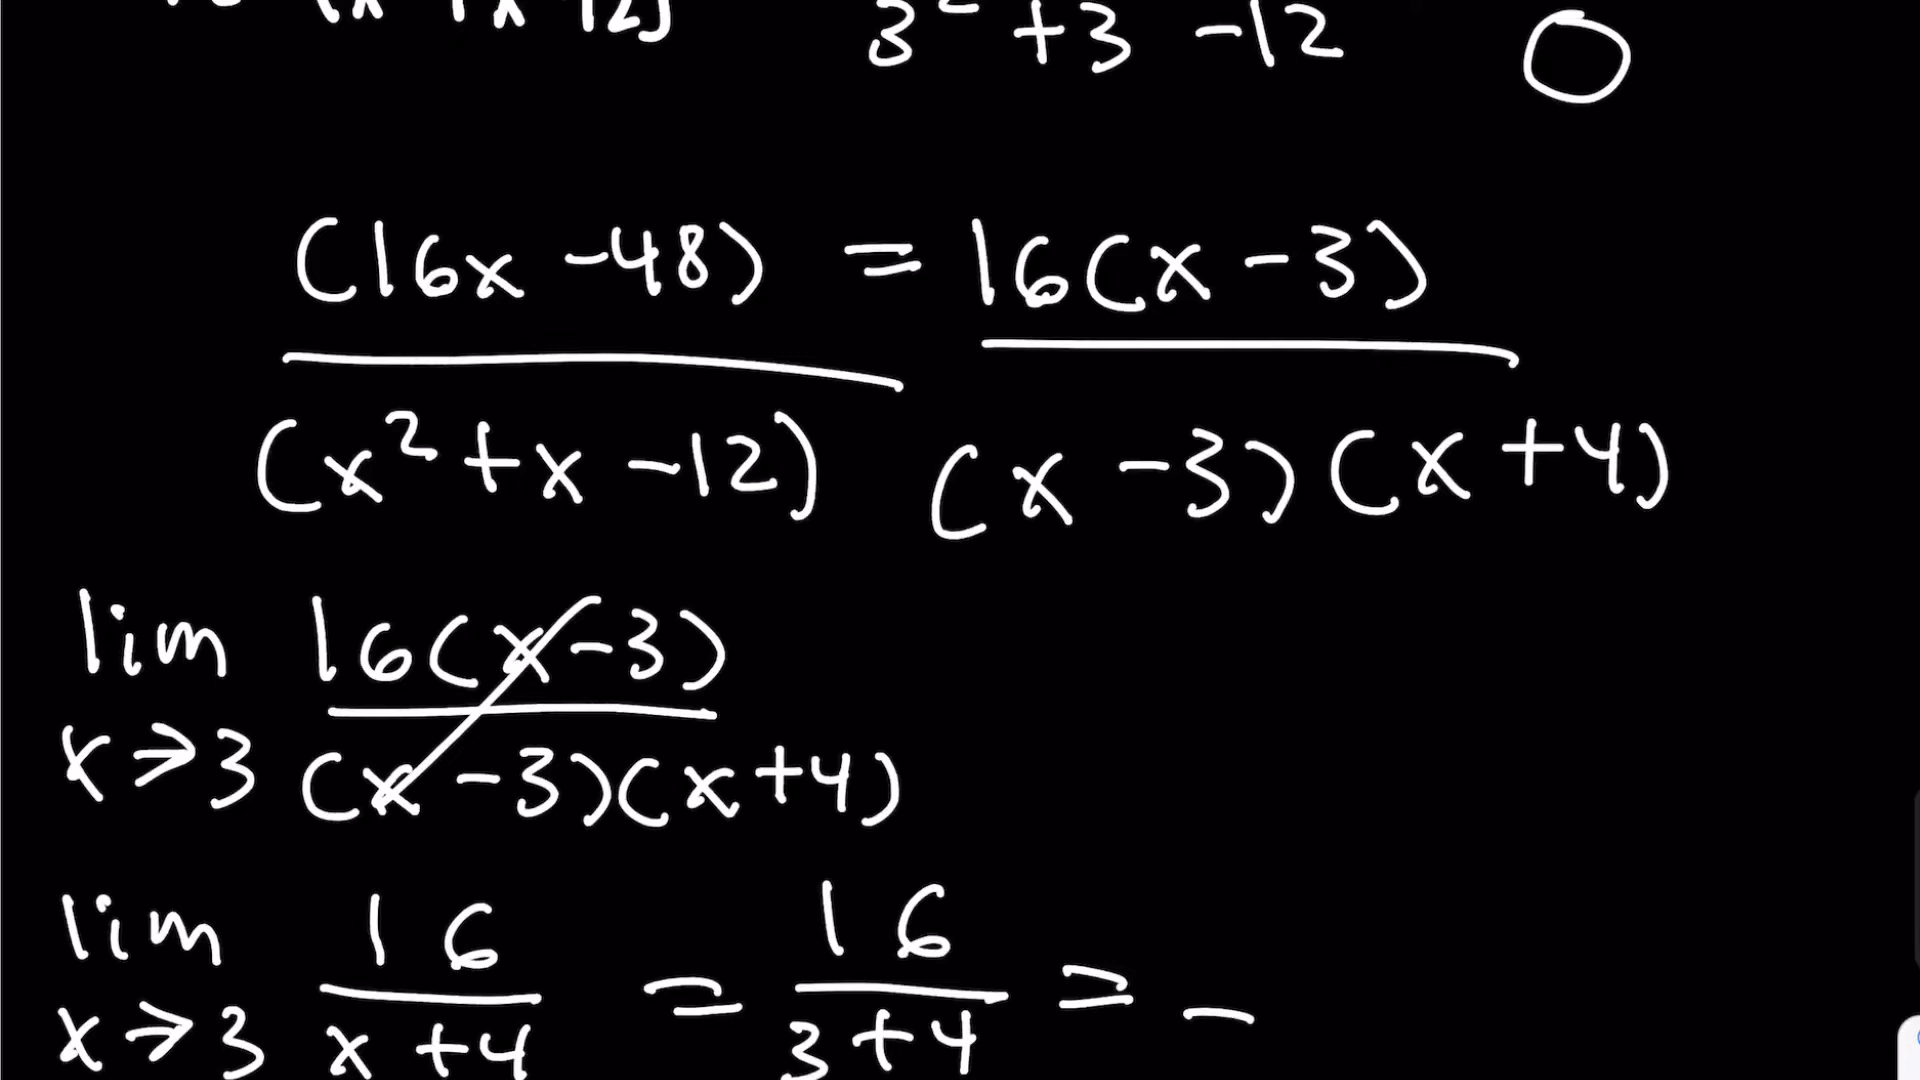 3² + 3 - 12 0
(16x - 48) = 16(x - 3)
(x² + x - 12) (x - 3)(x + 4)
lim 16(x - 3)
x → 3 (x - 3)(x + 4)
lim 16 = 16 = -
x → 3 x + 4 3 + 4